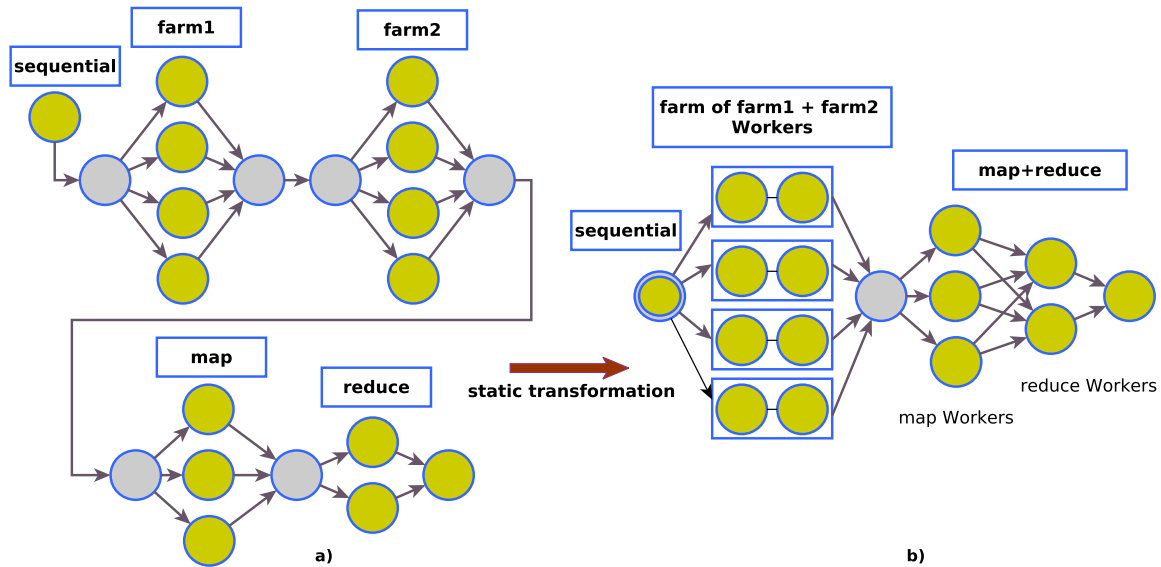 farm1
farm2
sequential
map
reduce
a)
static transformation
farm of farm1 + farm2
Workers
map+reduce
sequential
reduce Workers
map Workers
b)